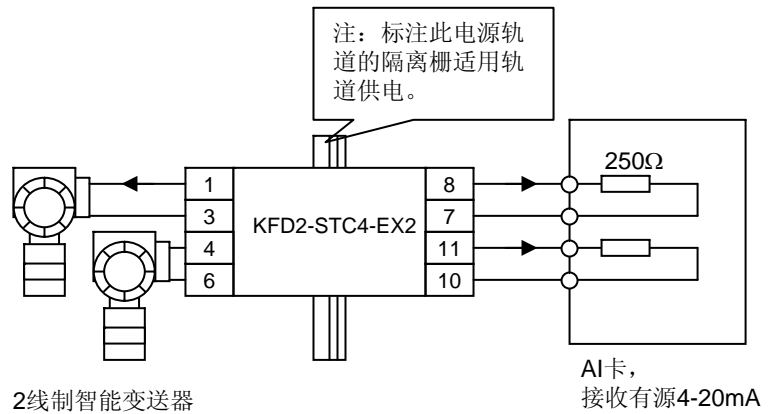 注：标注此电源轨
道的隔离栅适用轨
道供电。
250Ω
1
3
4
6
KFD2-STC4-EX2
8
7
11
10
2线制智能变送器
AI卡，
接收有源4-20mA